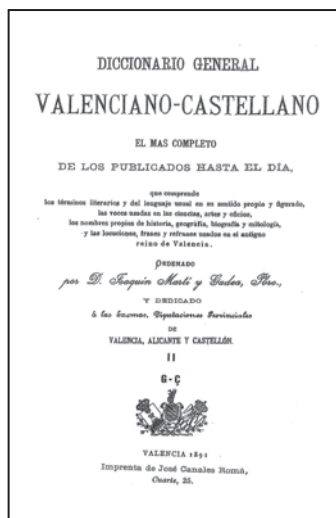 DICCIONARIO GENERAL
VALENCIANO-CASTELLANO
EL MAS COMPLETO
DE LOS PUBLICADOS HASTA EL DÍA,
que comprende
los términos literarios y del lenguaje usual en su sentido propio y figurado,
las voces usadas en las ciencias, artes y oficios,
los nombres propios de historia, geográfia, biografía y mitología,
y las locuciones, frases y refranes usados en el antiguo
reino de Valencia.
ORDENADO
por D. Joaquin Martí y Gadea, Pbro.,
Y DEDICADO
à las Excmas. Diputaciones Provinciales
DE
VALENCIA, ALICANTE Y CASTELLÓN.
II
G-Ç
VALENCIA 1891
Imprenta de José Canales Romá,
Cuarte, 25.